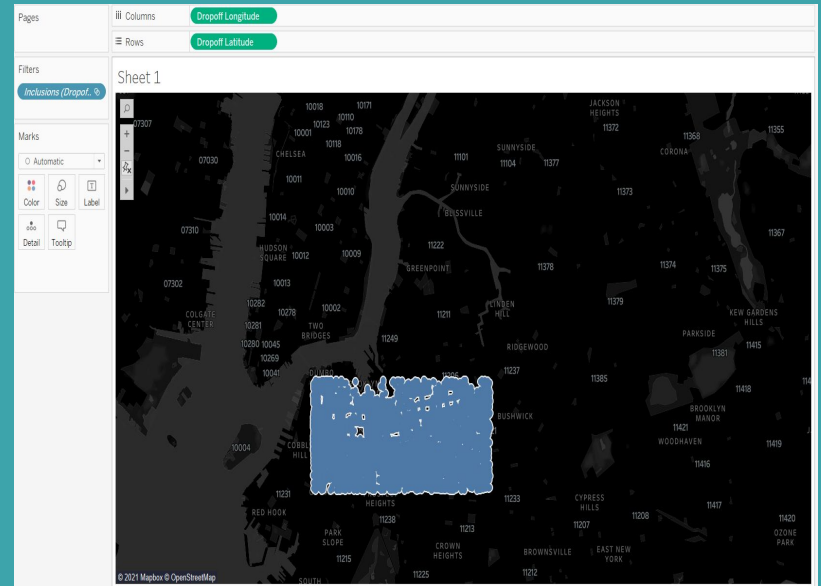 Pages
iii Columns
Dropoff Longitude
Rows
Dropoff Latitude
Filters
Inclusions (Dropof..
Marks
Automatic
Color
Size
Label
Detail
Tooltip
Sheet 1
07307
10018
10171
JACKSON
HEIGHTS
10110
10123
10178
10001
11372
11368
11355
10118
SUNNYSIDE
CORONA
CHELSEA
10016
11101
11104
11377
07030
10011
10010
SUNNYSIDE
11373
BLISSVILLE
10014
10003
07310
11367
11222
HUDSON
SQUARE
10012
10009
GREENPOINT
11378
11374
11375
07302
10013
11379
10282
10278
10002
LINDEN
HILL
COLGATE
CENTER
11211
KEW GARDENS
HILLS
10281
TWO
BRIDGES
PARKSIDE
10280
10045
11249
RIDGEWOOD
11415
11381
10269
10041
DUMBO
11237
11385
11418
BROOKLYN
MANOR
BUSHWICK
11421
WOODHAVEN
11419
10004
HILL
11416
11231
HEIGHTS
11233
CYPRESS
HILLS
11417
RED HOOK
11238
11207
11208
11420
PARK
SLOPE
11213
OZONE
PARK
CROWN
HEIGHTS
BROWNSVILLE
EAST NEW
YORK
11215
11225
11212
SOUTH
© 2021 Mapbox © OpenStreetMap